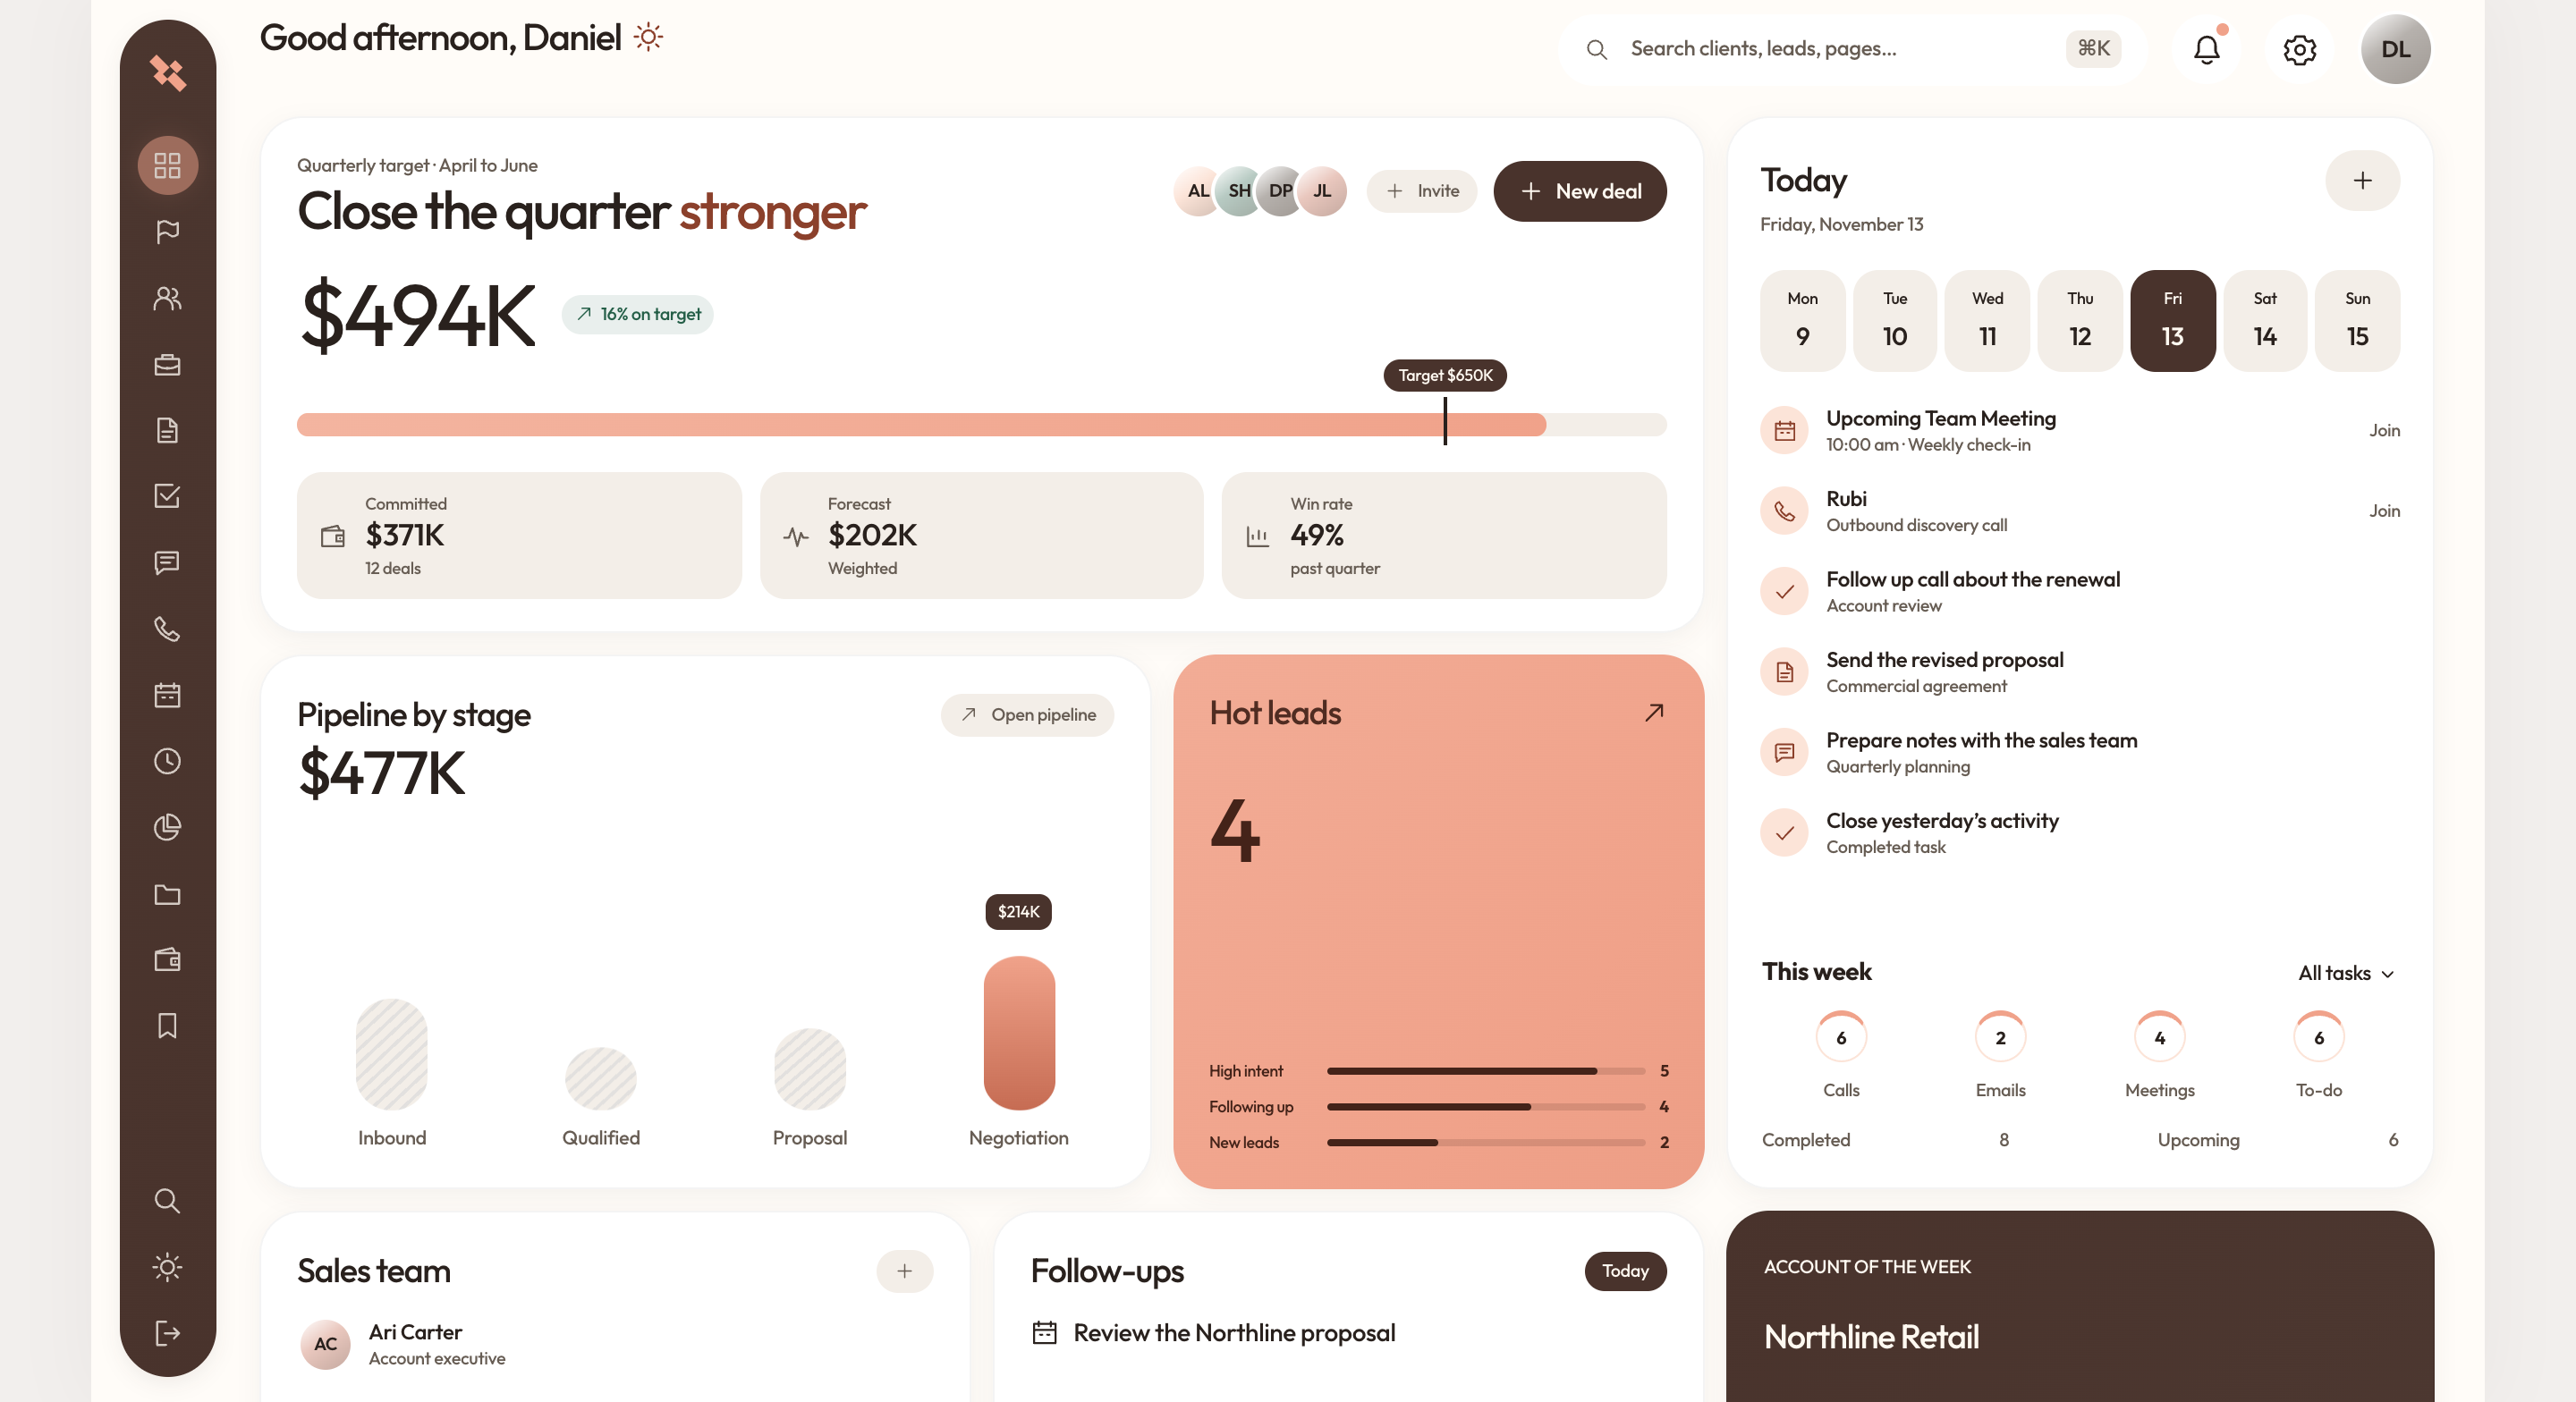 Good afternoon, Daniel
Search clients, leads, pages...
⌘K
DL
Quarterly target · April to June
Close the quarter stronger
AL
SH
DP
JL
Invite
New deal
$494K
16% on target
Target $650K
Committed
$371K
12 deals
Forecast
$202K
Weighted
Win rate
49%
past quarter
Pipeline by stage
Open pipeline
$477K
$214K
Inbound
Qualified
Proposal
Negotiation
Hot leads
4
High intent 5
Following up 4
New leads 2
Today
Friday, November 13
Mon Tue Wed Thu Fri Sat Sun
9 10 11 12 13 14 15
Upcoming Team Meeting
10:00 am · Weekly check-in
Join
Rubi
Outbound discovery call
Join
Follow up call about the renewal
Account review
Send the revised proposal
Commercial agreement
Prepare notes with the sales team
Quarterly planning
Close yesterday’s activity
Completed task
This week
All tasks
6 2 4 6
Calls Emails Meetings To-do
Completed 8 Upcoming 6
Sales team
AC
Ari Carter
Account executive
Follow-ups
Today
Review the Northline proposal
ACCOUNT OF THE WEEK
Northline Retail